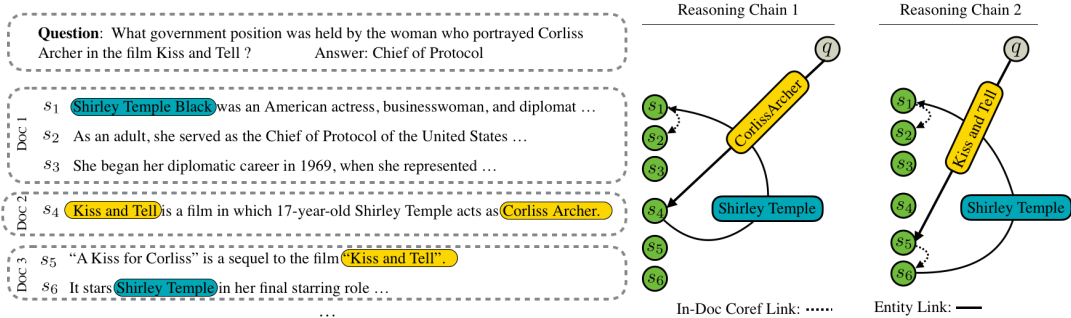 Question: What government position was held by the woman who portrayed Corliss
Archer in the film Kiss and Tell ? Answer: Chief of Protocol
Doc 1
s1 Shirley Temple Black was an American actress, businesswoman, and diplomat ...
s2 As an adult, she served as the Chief of Protocol of the United States ...
s3 She began her diplomatic career in 1969, when she represented ...
Doc 2
s4 Kiss and Tell is a film in which 17-year-old Shirley Temple acts as Corliss Archer.
Doc 3
s5 “A Kiss for Corliss” is a sequel to the film “Kiss and Tell”.
s6 It stars Shirley Temple in her final starring role ...
...
Reasoning Chain 1
q
CorlissArcher
s1
s2
s3
s4
Shirley Temple
s5
s6
Reasoning Chain 2
q
Kiss and Tell
s1
s2
s3
s4
Shirley Temple
s5
s6
In-Doc Coref Link:
Entity Link: